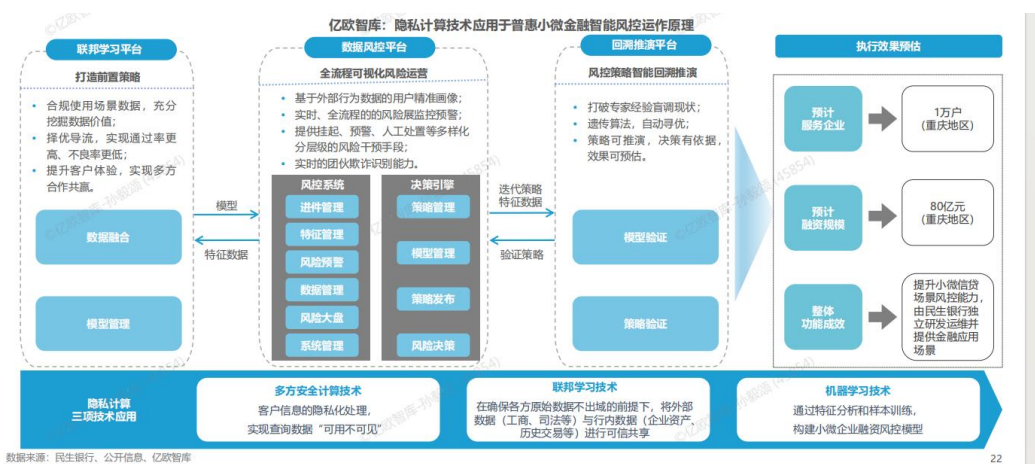 亿欧智库：隐私计算技术应用于普惠小微金融智能风控运作原理
联邦学习平台
打造前置策略
• 合规使用场景数据，充分
挖掘数据价值；
• 择优导流，实现通过率更
高、不良率更低；
• 提升客户体验，实现多方
合作共赢。
数据融合
模型管理
模型
特征数据
数据风控平台
全流程可视化风险运营
• 基于外部行为数据的用户精准画像；
• 实时、全流程的的风险展监控预警；
• 提供挂起、预警、人工处置等多样化
分层级的风险干预手段；
• 实时的团伙欺诈识别能力。
风控系统
进件管理
特征管理
风险预警
数据管理
风险大盘
系统管理
决策引擎
策略管理
模型管理
策略发布
风险决策
迭代策略
特征数据
验证策略
回溯推演平台
风控策略智能回溯推演
• 打破专家经验盲调现状；
• 遗传算法，自动寻优；
• 策略可推演，决策有依据，
效果可预估。
模型验证
策略验证
执行效果预估
预计
服务企业
1万户
(重庆地区)
预计
融资规模
80亿元
(重庆地区)
整体
功能成效
提升小微信贷
场景风控能力，
由民生银行独
立研发运维并
提供金融应用
场景
隐私计算
三项技术应用
多方安全计算技术
客户信息的隐私化处理，
实现查询数据“可用不可见”
联邦学习技术
在确保各方原始数据不出域的前提下，将外部
数据（工商、司法等）与行内数据（企业资产、
历史交易等）进行可信共享
机器学习技术
通过特征分析和样本训练，
构建小微企业融资风控模型
数据来源：民生银行、公开信息、亿欧智库
22